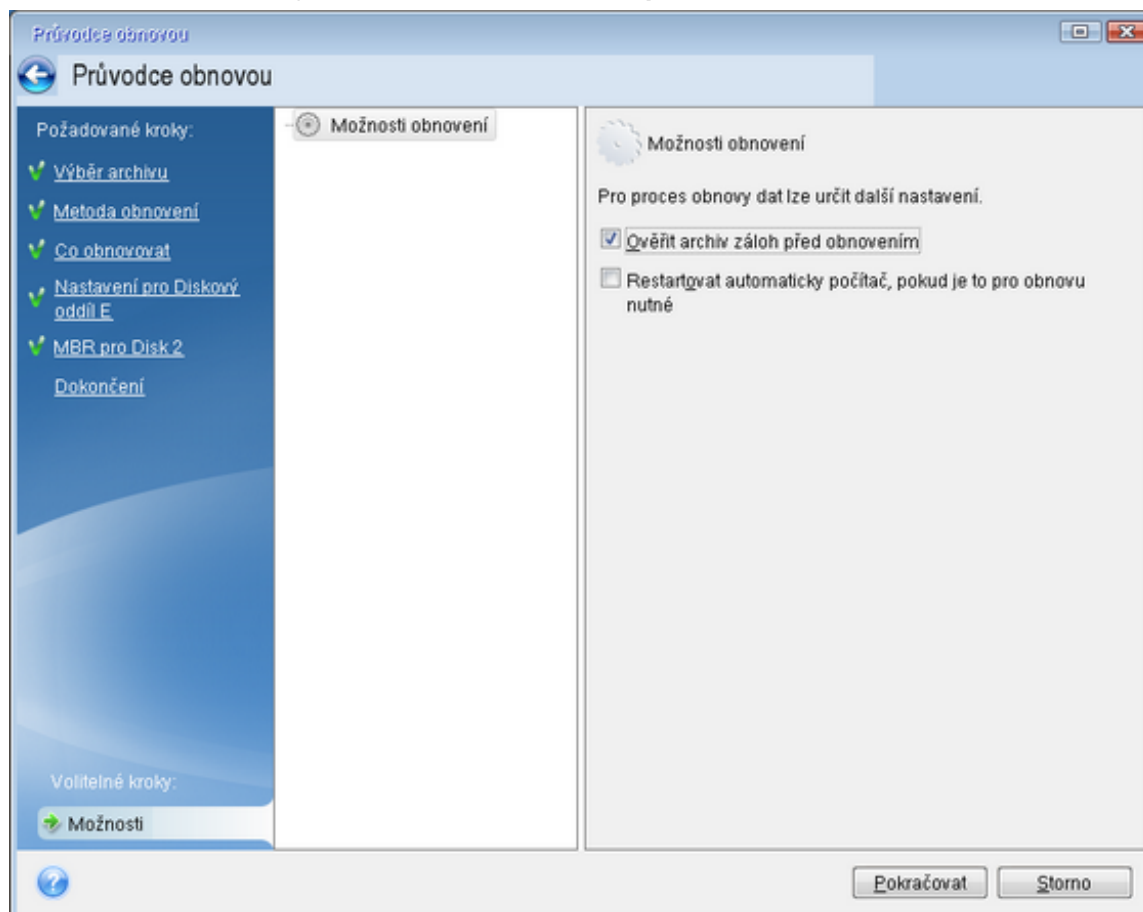 Průvodce obnovou
Průvodce obnovou
Požadované kroky:
Výběr archivu
Metoda obnovení
Co obnovovat
Nastavení pro Diskový
oddíl E
MBR pro Disk 2
Dokončení
Volitelné kroky:
Možnosti
Možnosti obnovení
Možnosti obnovení
Pro proces obnovy dat lze určit další nastavení.
Ověřit archiv záloh před obnovením
Restartovat automaticky počítač, pokud je to pro obnovu
nutné
Pokračovat
Storno